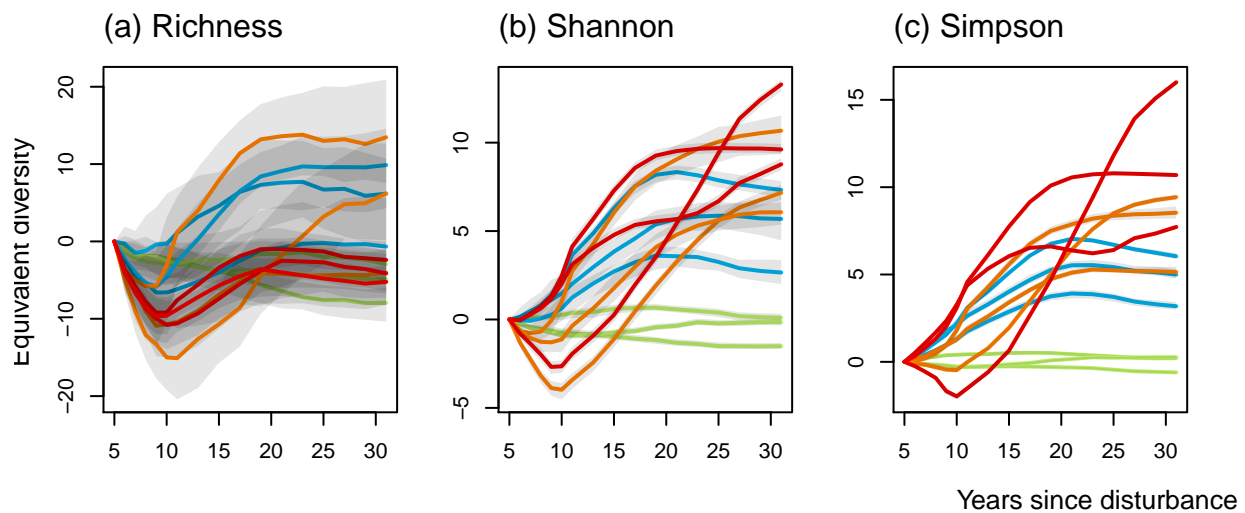 (a) Richness
(b) Shannon
(c) Simpson
Equivalent diversity
20
10
0
−10
−20
5 10 15 20 25 30
10
5
0
−5
5 10 15 20 25 30
15
10
5
0
5 10 15 20 25 30
Years since disturbance